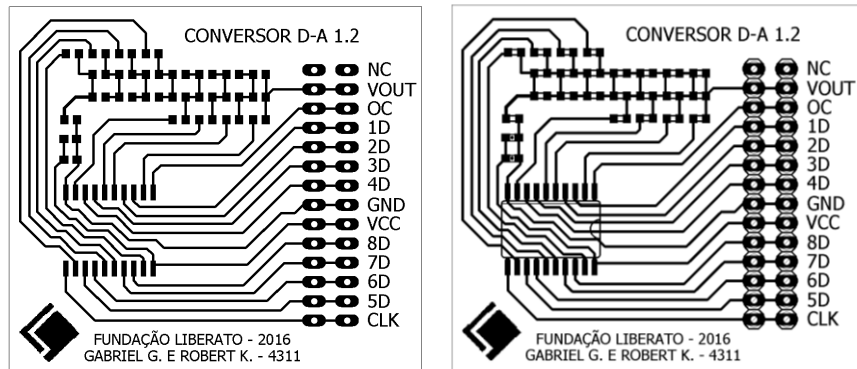 CONVERSOR D-A 1.2
NC
VOUT
OC
1D
2D
3D
4D
GND
VCC
8D
7D
6D
5D
CLK
FUNDAÇÃO LIBERATO - 2016
GABRIEL G. E ROBERT K. - 4311
CONVERSOR D-A 1.2
NC
VOUT
OC
1D
2D
3D
4D
GND
VCC
8D
7D
6D
5D
CLK
FUNDAÇÃO LIBERATO - 2016
GABRIEL G. E ROBERT K. - 4311